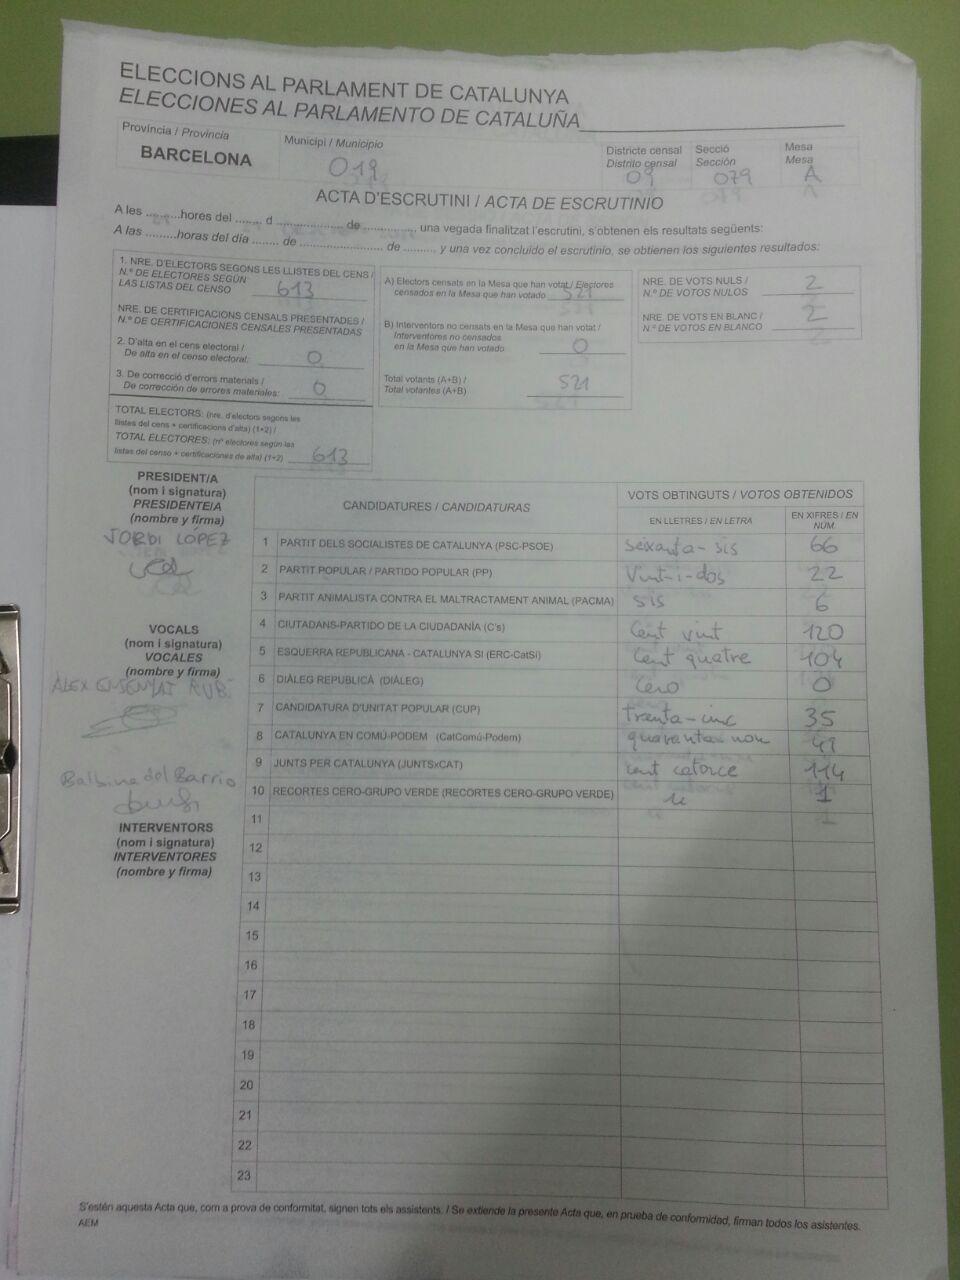 ELECCIONS AL PARLAMENT DE CATALUNYA
ELECCIONES AL PARLAMENTO DE CATALUÑA
Província / Provincia
BARCELONA
Municipi / Municipio
019
Districte censal
Distrito censal
09
Secció
Sección
079
Mesa
Mesa
A
ACTA D'ESCRUTINI / ACTA DE ESCRUTINIO
A les ..........hores del ........ d .................... de ................, una vegada finalitzat l'escrutini, s'obtenen els resultats següents:
A las .........horas del día ........ de ......................... de ......... y una vez concluido el escrutinio, se obtienen los siguientes resultados:
1. NRE. D'ELECTORS SEGONS LES LLISTES DEL CENS /
N.º DE ELECTORES SEGÚN
LAS LISTAS DEL CENSO 613
NRE. DE CERTIFICACIONS CENSALS PRESENTADES /
N.º DE CERTIFICACIONES CENSALES PRESENTADAS
2. D'alta en el cens electoral /
De alta en el censo electoral: 0
3. De correcció d'errors materials /
De corrección de errores materiales: 0
TOTAL ELECTORS: (nre. d'electors segons les
llistes del cens + certificacions d'alta) (1+2) /
TOTAL ELECTORES: (nº electores según las
listas del censo + certificaciones de alta) (1+2) 613
A) Electors censats en la Mesa que han votat / Electores
censados en la Mesa que han votado 521
B) Interventors no censats en la Mesa que han votat /
Interventores no censados
en la Mesa que han votado 0
Total votants (A+B) /
Total votantes (A+B) 521
NRE. DE VOTS NULS /
N.º DE VOTOS NULOS 2
NRE. DE VOTS EN BLANC /
N.º DE VOTOS EN BLANCO 2
PRESIDENT/A
(nom i signatura)
PRESIDENTE/A
(nombre y firma)
JORDI LÓPEZ
VOCALS
(nom i signatura)
VOCALES
(nombre y firma)
ÀLEX
Balbina del Barrio
INTERVENTORS
(nom i signatura)
INTERVENTORES
(nombre y firma)
CANDIDATURES / CANDIDATURAS
VOTS OBTINGUTS / VOTOS OBTENIDOS
EN LLETRES / EN LETRA
EN XIFRES / EN
NÚM.
1 PARTIT DELS SOCIALISTES DE CATALUNYA (PSC-PSOE) seixanta-sis 66
2 PARTIT POPULAR / PARTIDO POPULAR (PP) Vint-i-dos 22
3 PARTIT ANIMALISTA CONTRA EL MALTRACTAMENT ANIMAL (PACMA) sis 6
4 CIUTADANS-PARTIDO DE LA CIUDADANÍA (C's) Cent vint 120
5 ESQUERRA REPUBLICANA - CATALUNYA SÍ (ERC-CatSí) Cent quatre 104
6 DIÀLEG REPUBLICÀ (DIÀLEG) Cero 0
7 CANDIDATURA D'UNITAT POPULAR (CUP) trenta-cinc 35
8 CATALUNYA EN COMÚ-PODEM (CatComú-Podem) quaranta-nou 49
9 JUNTS PER CATALUNYA (JUNTSxCAT) cent catorce 114
10 RECORTES CERO-GRUPO VERDE (RECORTES CERO-GRUPO VERDE) 1
11
12
13
14
15
16
17
18
19
20
21
22
23
S'estén aquesta Acta que, com a prova de conformitat, signen tots els assistents. / Se extiende la presente Acta que, en prueba de conformidad, firman todos los asistentes.
AEM